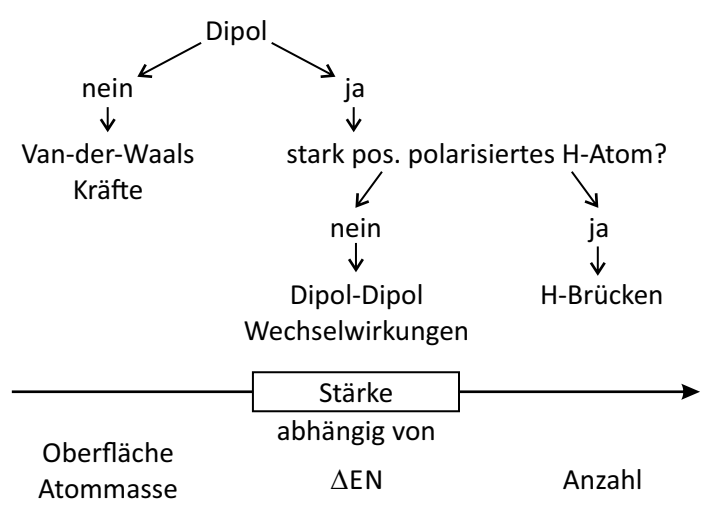 Dipol
nein
ja
Van-der-Waals
Kräfte
stark pos. polarisiertes H-Atom?
nein
ja
Dipol-Dipol
Wechselwirkungen
H-Brücken
Stärke
abhängig von
Oberfläche
Atommasse
ΔEN
Anzahl